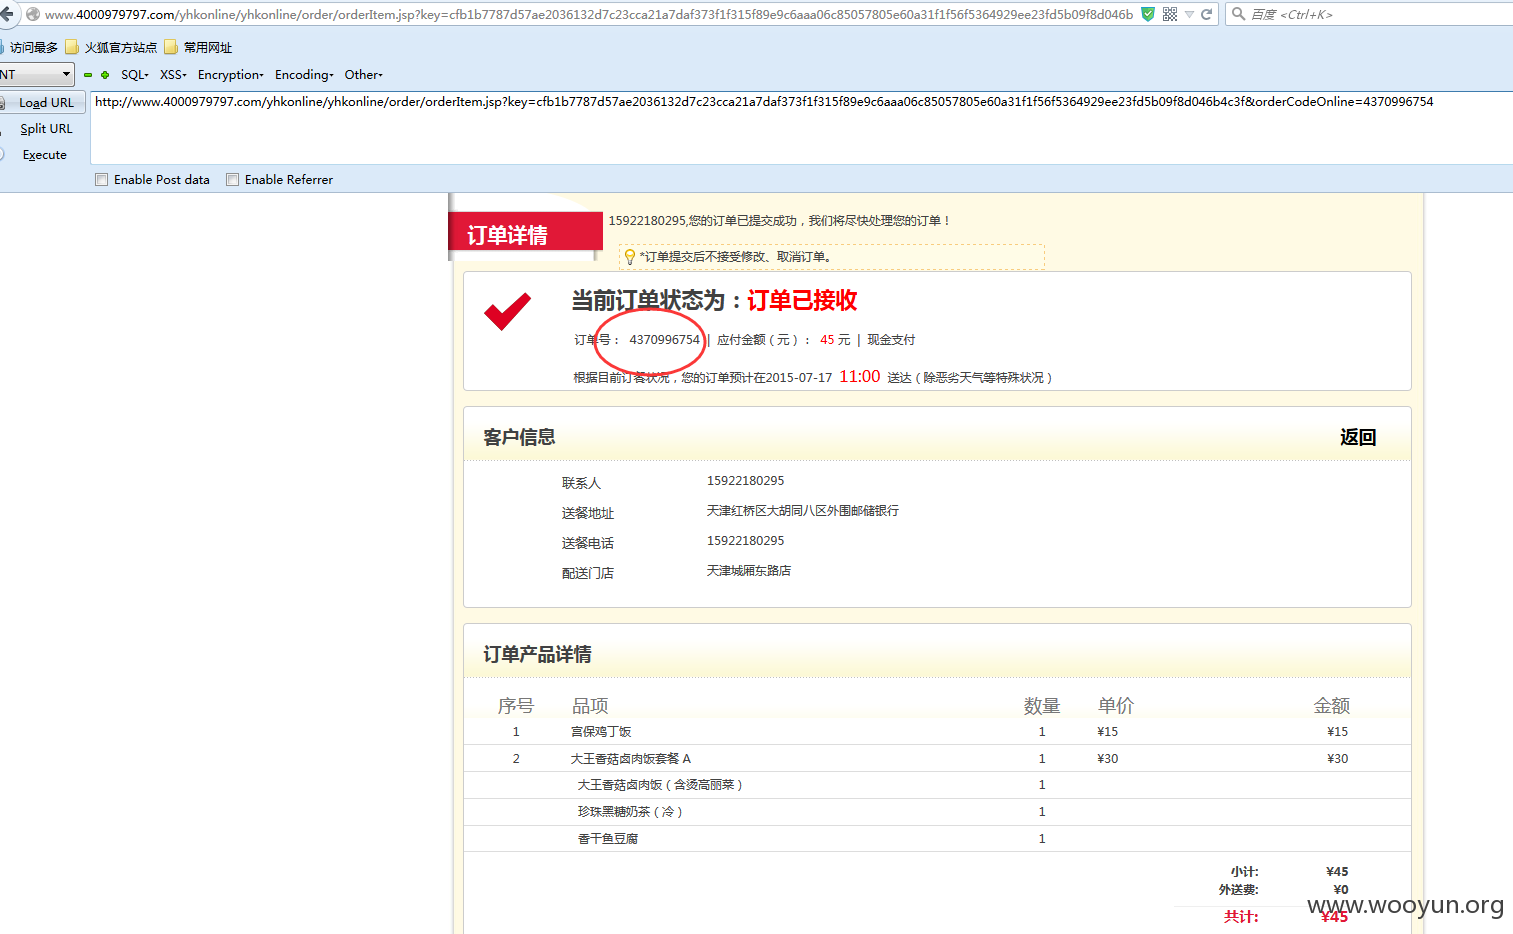 www.4000979797.com/yhkonline/yhkonline/order/orderItem.jsp?key=cfb1b7787d57ae2036132d7c23cca21a7daf373f1f315f89e9c6aaa06c85057805e60a31f1f56f5364929ee23fd5b09f8d046b
百度 <Ctrl+K>
访问最多 火狐官方站点 常用网址
NT SQL XSS Encryption Encoding Other
Load URL
http://www.4000979797.com/yhkonline/yhkonline/order/orderItem.jsp?key=cfb1b7787d57ae2036132d7c23cca21a7daf373f1f315f89e9c6aaa06c85057805e60a31f1f56f5364929ee23fd5b09f8d046b4c3f&orderCodeOnline=4370996754
Split URL
Execute
Enable Post data Enable Referrer
15922180295,您的订单已提交成功，我们将尽快处理您的订单！
订单详情
*订单提交后不接受修改、取消订单。
当前订单状态为：订单已接收
订单号： 4370996754 | 应付金额（元）： 45 元 | 现金支付
根据目前订餐状况，您的订单预计在2015-07-17 11:00 送达（除恶劣天气等特殊状况）
客户信息 返回
联系人 15922180295
送餐地址 天津红桥区大胡同八区外围邮储银行
送餐电话 15922180295
配送门店 天津城厢东路店
订单产品详情
序号 品项 数量 单价 金额
1 宫保鸡丁饭 1 ¥15 ¥15
2 大王香菇卤肉饭套餐 A 1 ¥30 ¥30
大王香菇卤肉饭（含烫高丽菜） 1
珍珠黑糖奶茶（冷） 1
香干鱼豆腐 1
小计: ¥45
外送费: ¥0
共计: ¥45
www.wooyun.org